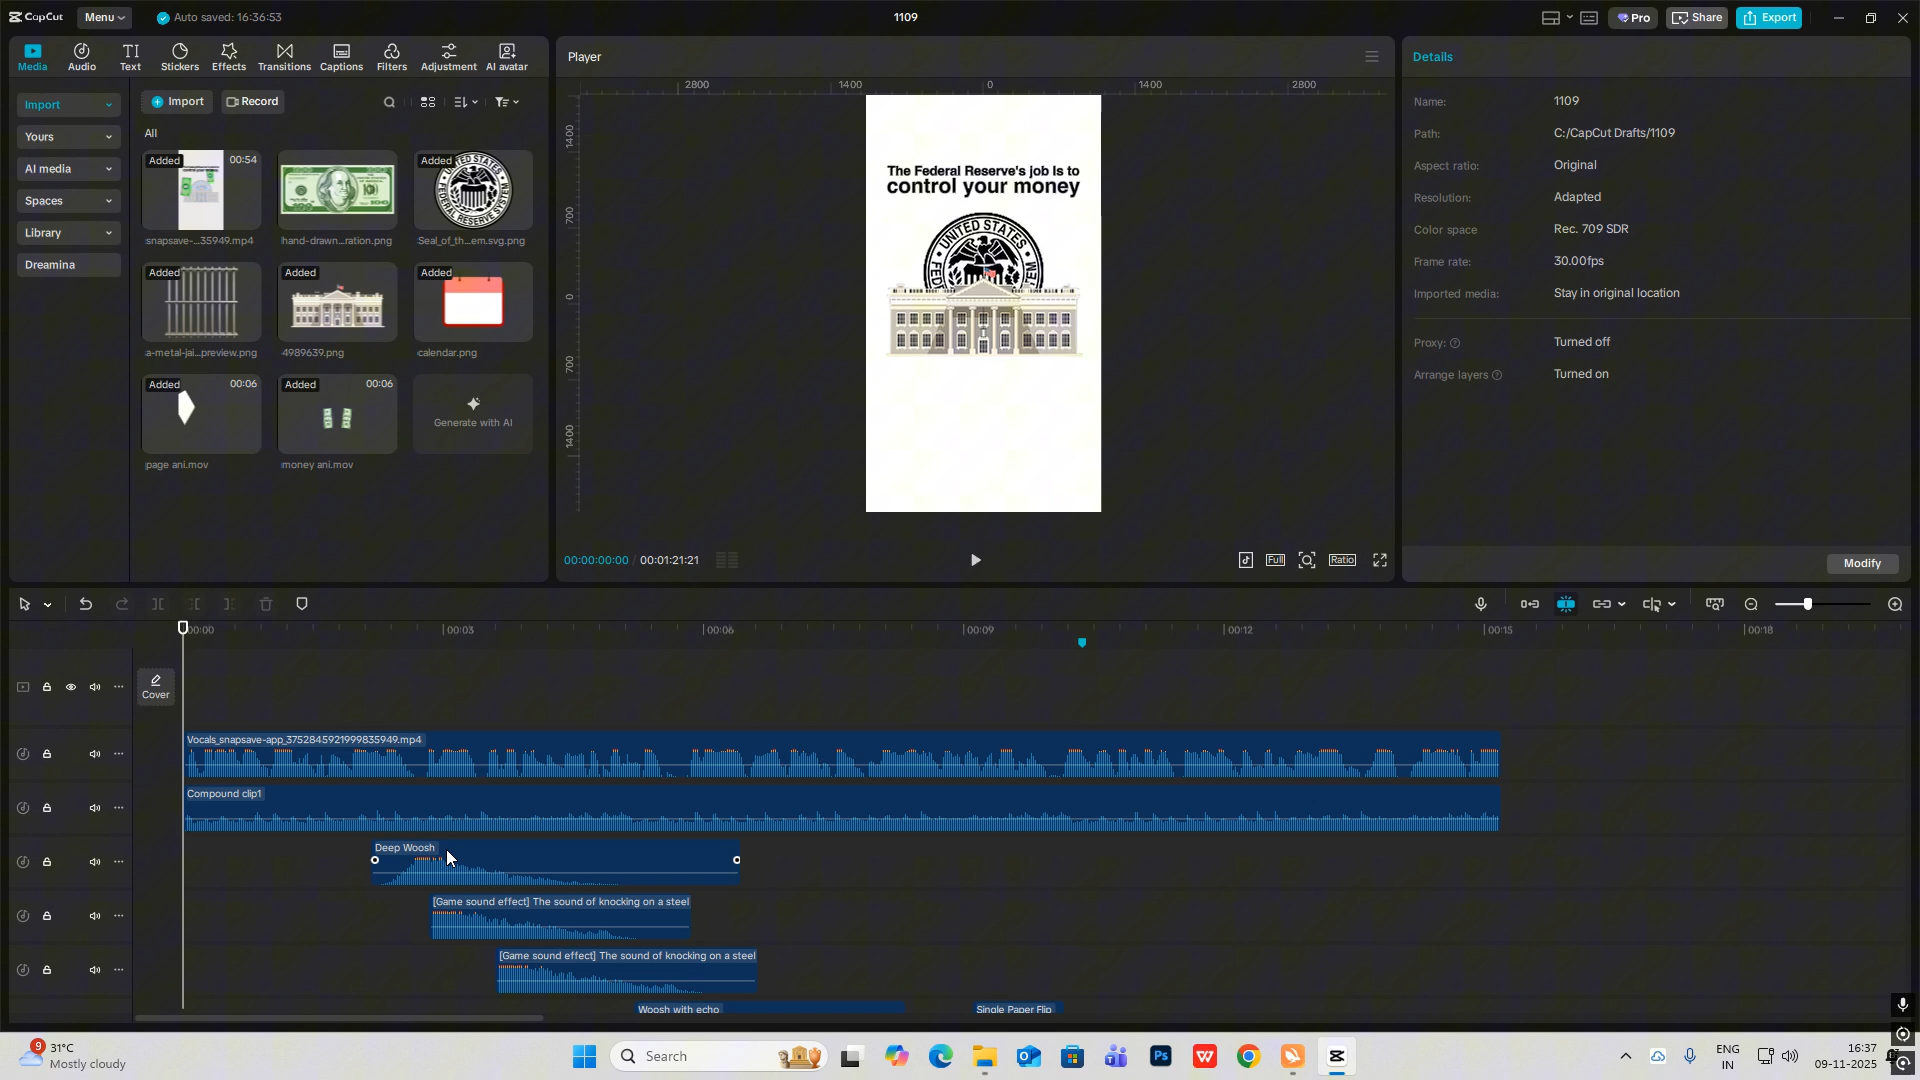 CapCut
Menu
Auto saved: 16:36:53
1109
Pro
Share
Export
Media
Audio
Text
Stickers
Effects
Transitions
Captions
Filters
Adjustment
AI avatar
Import
Yours
AI media
Spaces
Library
Dreamina
Import
Record
All
Added
00:54
snapsave-...35949.mp4
hand-drawn...ration.png
Added
Seal_of_th...em.svg.png
Added
a-metal-jai...preview.png
Added
4989639.png
Added
calendar.png
Added
00:06
page ani.mov
Added
00:06
money ani.mov
Generate with AI
Player
2800
1400
0
1400
2800
1400
700
0
700
1400
The Federal Reserve's job Is to
control your money
UNITED STATES
00:00:00:00
/
00:01:21:21
Full
Ratio
Details
Name:
1109
Path:
C:/CapCut Drafts/1109
Aspect ratio:
Original
Resolution:
Adapted
Color space
Rec. 709 SDR
Frame rate:
30.00fps
Imported media:
Stay in original location
Proxy:
Turned off
Arrange layers
Turned on
Modify
00:00
00:03
00:06
00:09
00:12
00:15
00:18
Cover
Vocals_snapsave-app_3752845921999835949.mp4
Compound clip1
Deep Woosh
[Game sound effect] The sound of knocking on a steel
[Game sound effect] The sound of knocking on a steel
Woosh with echo
Single Paper Flip
9
31°C
Mostly cloudy
Search
Ps
W
ENG
IN
16:37
09-11-2025